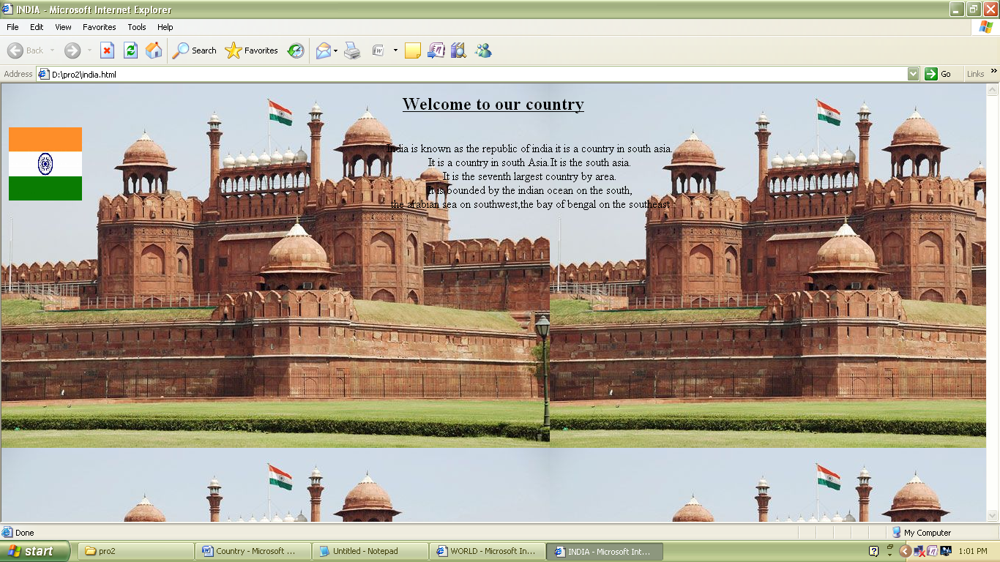 INDIA - Microsoft Internet Explorer
File Edit View Favorites Tools Help
Back Search Favorites
Address D:\pro2\india.html Go Links »
Welcome to our country
India is known as the republic of india it is a country in south asia.
It is a country in south Asia.It is the south asia.
It is the seventh largest country by area.
It is bounded by the indian ocean on the south,
the arabian sea on southwest,the bay of bengal on the southeast
Done My Computer
start pro2 Country - Microsoft ... Untitled - Notepad WORLD - Microsoft In... INDIA - Microsoft Int... 1:01 PM